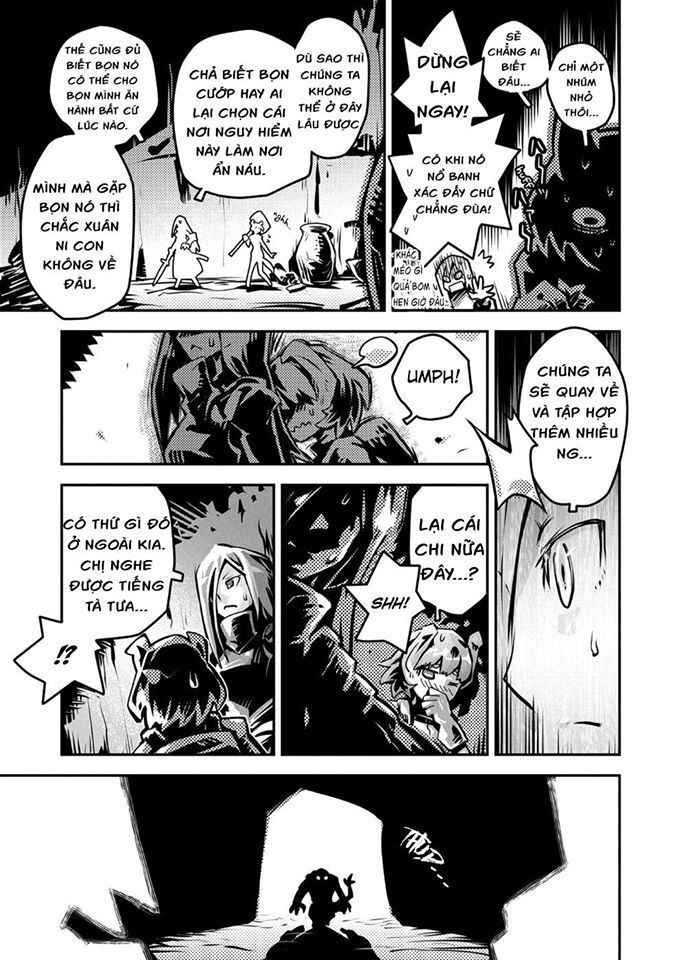 CHỈ MỘT
NHÚM
NHỎ
THÔI...
SẼ
CHẲNG AI
BIẾT
ĐÂU...
DỪNG
LẠI
NGAY!
CÓ KHI NÓ
NỔ BANH
XÁC ĐẤY CHỨ
CHẲNG ĐÙA!
KHÁC
MẸO GÌ
QUẢ BOM
HẸN GIỜ ĐÂU
DÙ SAO THÌ
CHÚNG TA
KHÔNG
THỂ Ở ĐÂY
LÂU ĐƯỢC
CHẢ BIẾT BỌN
CƯỚP HAY AI
LẠI CHỌN CÁI
NƠI NGUY HIỂM
NÀY LÀM NƠI
ẨN NÁU.
THẾ CŨNG ĐỦ
BIẾT BỌN NÓ
CÓ THỂ CHO
BỌN MÌNH ĂN
HÀNH BẤT CỨ
LÚC NÀO.
MÌNH MÀ GẶP
BỌN NÓ THÌ
CHẮC XUÂN
NI CON
KHÔNG VỀ
ĐÂU.
CHÚNG TA
SẼ QUAY VỀ
VÀ TẬP HỢP
THÊM NHIỀU
NG...
UMPH!
LẠI CÁI
CHI NỮA
ĐÂY...?
SHH!
CÓ THỨ GÌ ĐÓ
Ở NGOÀI KIA.
CHỊ NGHE
ĐƯỢC TIẾNG
TÀ TƯA...
!?